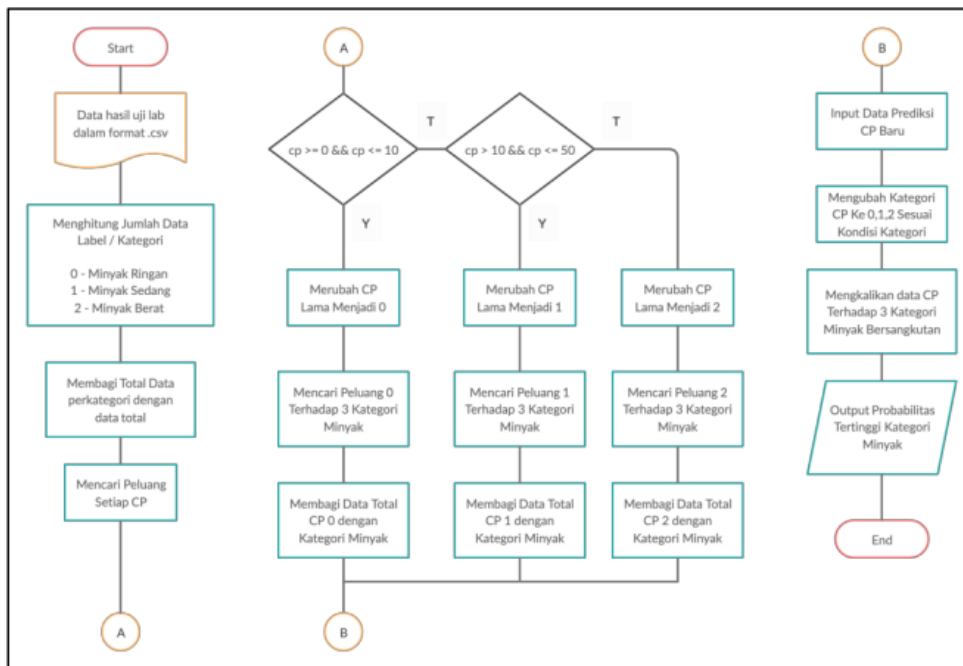 Start
Data hasil uji lab
dalam format .csv
Menghitung Jumlah Data
Label / Kategori
0 - Minyak Ringan
1 - Minyak Sedang
2 - Minyak Berat
Membagi Total Data
perkategori dengan
data total
Mencari Peluang
Setiap CP
A
A
cp >= 0 && cp <= 10
T
Y
cp > 10 && cp <= 50
T
Y
Merubah CP
Lama Menjadi 0
Merubah CP
Lama Menjadi 1
Merubah CP
Lama Menjadi 2
Mencari Peluang 0
Terhadap 3 Kategori
Minyak
Mencari Peluang 1
Terhadap 3 Kategori
Minyak
Mencari Peluang 2
Terhadap 3 Kategori
Minyak
Membagi Data Total
CP 0 dengan
Kategori Minyak
Membagi Data Total
CP 1 dengan
Kategori Minyak
Membagi Data Total
CP 2 dengan
Kategori Minyak
B
B
Input Data Prediksi
CP Baru
Mengubah Kategori
CP Ke 0,1,2 Sesuai
Kondisi Kategori
Mengkalikan data CP
Terhadap 3 Kategori
Minyak Bersangkutan
Output Probabilitas
Tertinggi Kategori
Minyak
End